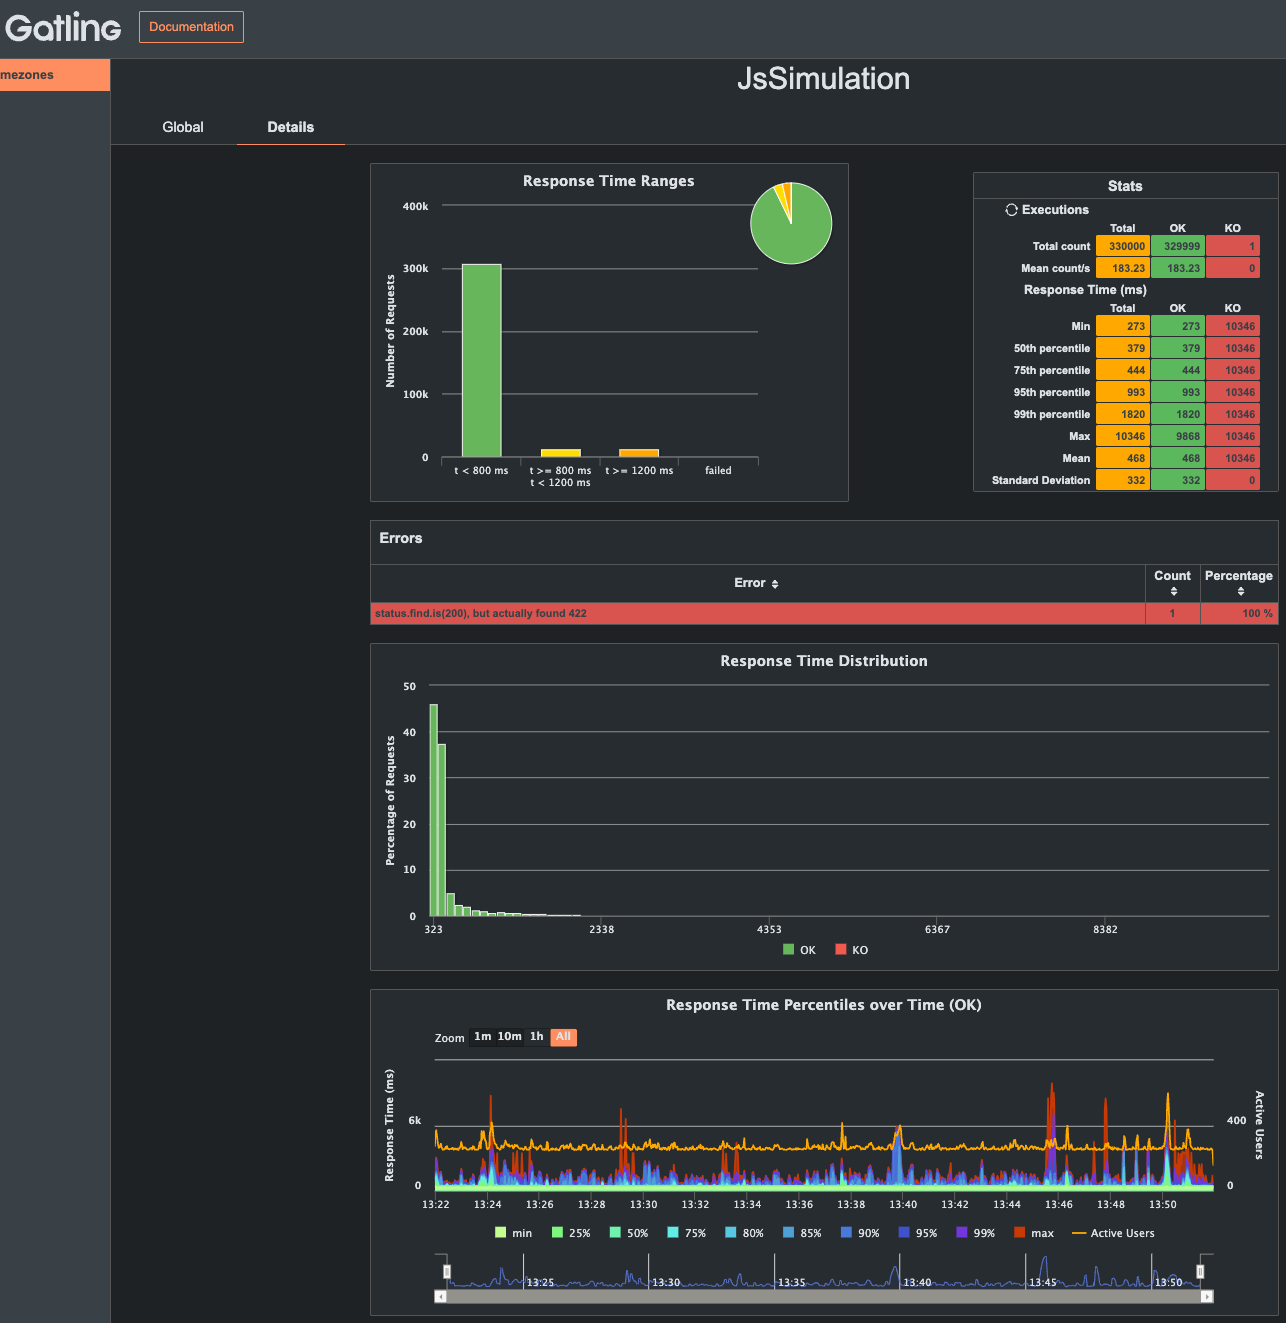 Gatling
Documentation
mezones
JsSimulation
Global
Details
Response Time Ranges
400k
300k
200k
100k
0
Number of Requests
t < 800 ms
t >= 800 ms
t < 1200 ms
t >= 1200 ms
failed
Stats
Executions
Total OK KO
Total count 330000 329999 1
Mean count/s 183.23 183.23 0
Response Time (ms)
Total OK KO
Min 273 273 10346
50th percentile 379 379 10346
75th percentile 444 444 10346
95th percentile 993 993 10346
99th percentile 1820 1820 10346
Max 10346 9868 10346
Mean 468 468 10346
Standard Deviation 332 332 0
Errors
Error Count Percentage
status.find.is(200), but actually found 422 1 100 %
Response Time Distribution
50
40
30
20
10
0
Percentage of Requests
323 2338 4353 6367 8382
OK KO
Response Time Percentiles over Time (OK)
Zoom 1m 10m 1h All
Response Time (ms)
6k
0
400
0
Active Users
13:22 13:24 13:26 13:28 13:30 13:32 13:34 13:36 13:38 13:40 13:42 13:44 13:46 13:48 13:50
min 25% 50% 75% 80% 85% 90% 95% 99% max Active Users
13:25 13:30 13:35 13:40 13:45 13:50